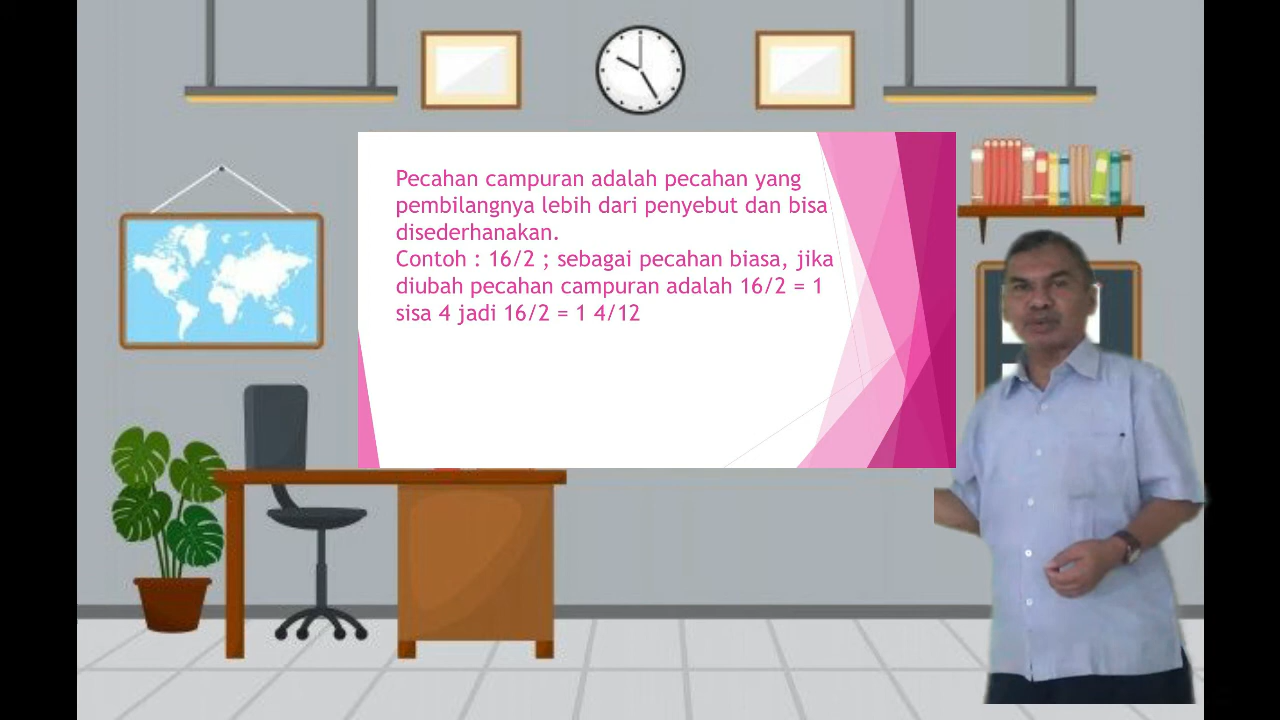 Pecahan campuran adalah pecahan yang
pembilangnya lebih dari penyebut dan bisa
disederhanakan.
Contoh : 16/2 ; sebagai pecahan biasa, jika
diubah pecahan campuran adalah 16/2 = 1
sisa 4 jadi 16/2 = 1 4/12